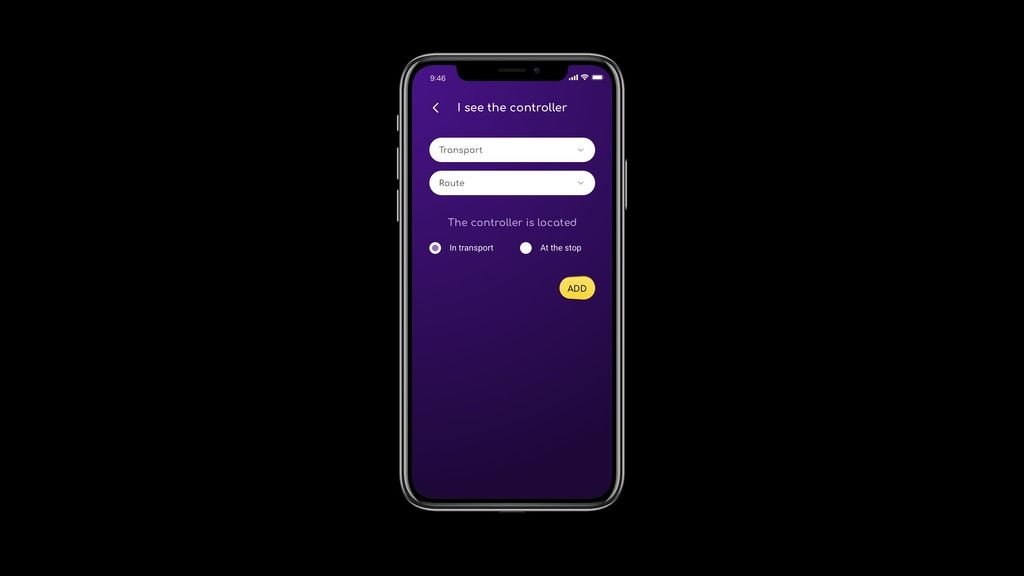 9:46
I see the controller
Transport
Route
The controller is located
In transport
At the stop
ADD